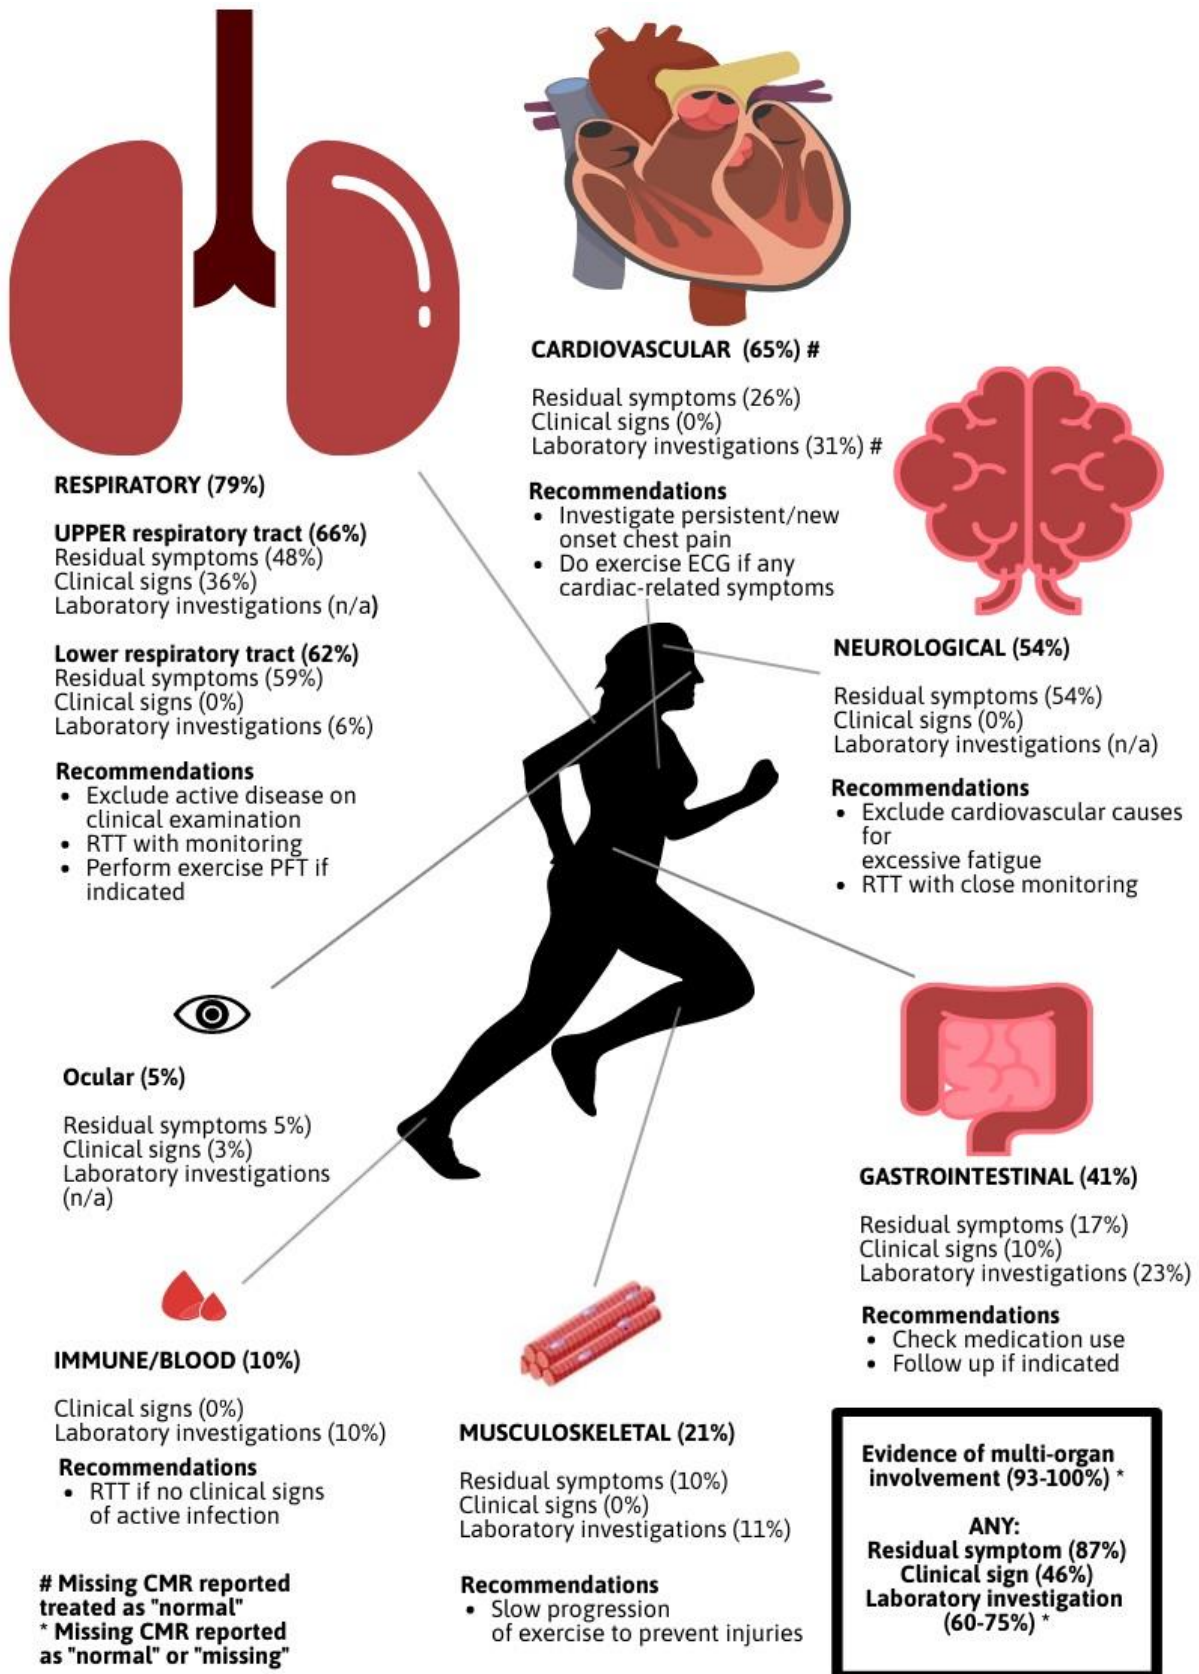 CARDIOVASCULAR (65%) #
Residual symptoms (26%)
Clinical signs (0%)
Laboratory investigations (31%) #
Recommendations
• Investigate persistent/new
onset chest pain
• Do exercise ECG if any
cardiac-related symptoms
RESPIRATORY (79%)
UPPER respiratory tract (66%)
Residual symptoms (48%)
Clinical signs (36%)
Laboratory investigations (n/a)
Lower respiratory tract (62%)
Residual symptoms (59%)
Clinical signs (0%)
Laboratory investigations (6%)
Recommendations
• Exclude active disease on
clinical examination
• RTT with monitoring
• Perform exercise PFT if
indicated
NEUROLOGICAL (54%)
Residual symptoms (54%)
Clinical signs (0%)
Laboratory investigations (n/a)
Recommendations
• Exclude cardiovascular causes
for
excessive fatigue
• RTT with close monitoring
Ocular (5%)
Residual symptoms 5%)
Clinical signs (3%)
Laboratory investigations
(n/a)
GASTROINTESTINAL (41%)
Residual symptoms (17%)
Clinical signs (10%)
Laboratory investigations (23%)
Recommendations
• Check medication use
• Follow up if indicated
IMMUNE/BLOOD (10%)
Clinical signs (0%)
Laboratory investigations (10%)
Recommendations
• RTT if no clinical signs
of active infection
MUSCULOSKELETAL (21%)
Residual symptoms (10%)
Clinical signs (0%)
Laboratory investigations (11%)
Recommendations
• Slow progression
of exercise to prevent injuries
Evidence of multi-organ
involvement (93-100%) *
ANY:
Residual symptom (87%)
Clinical sign (46%)
Laboratory investigation
(60-75%) *
# Missing CMR reported
treated as "normal"
* Missing CMR reported
as "normal" or "missing"